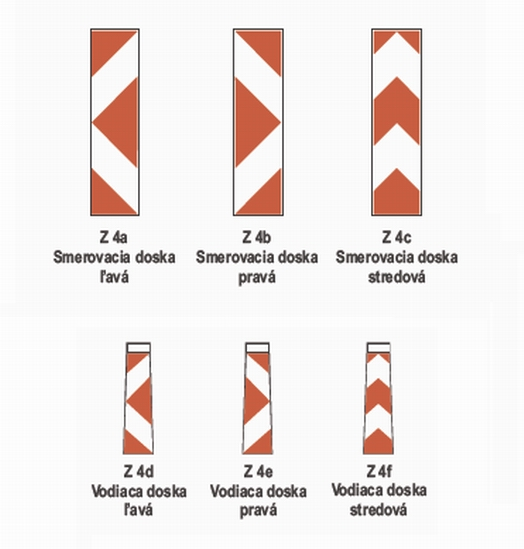 Z 4a
Smerovacia doska
ľavá
Z 4b
Smerovacia doska
pravá
Z 4c
Smerovacia doska
stredová
Z 4d
Vodiaca doska
ľavá
Z 4e
Vodiaca doska
pravá
Z 4f
Vodiaca doska
stredová